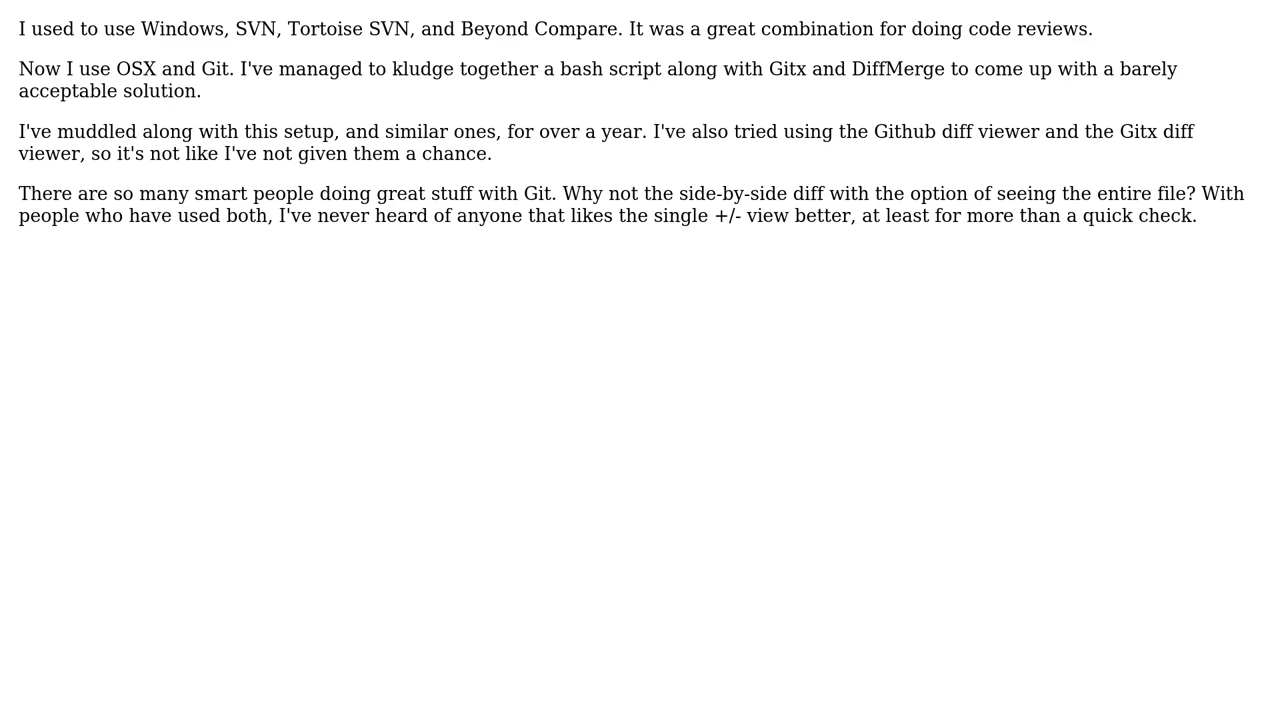 I used to use Windows, SVN, Tortoise SVN, and Beyond Compare. It was a great combination for doing code reviews.
Now I use OSX and Git. I've managed to kludge together a bash script along with Gitx and DiffMerge to come up with a barely
acceptable solution.
I've muddled along with this setup, and similar ones, for over a year. I've also tried using the Github diff viewer and the Gitx diff
viewer, so it's not like I've not given them a chance.
There are so many smart people doing great stuff with Git. Why not the side-by-side diff with the option of seeing the entire file? With
people who have used both, I've never heard of anyone that likes the single +/- view better, at least for more than a quick check.